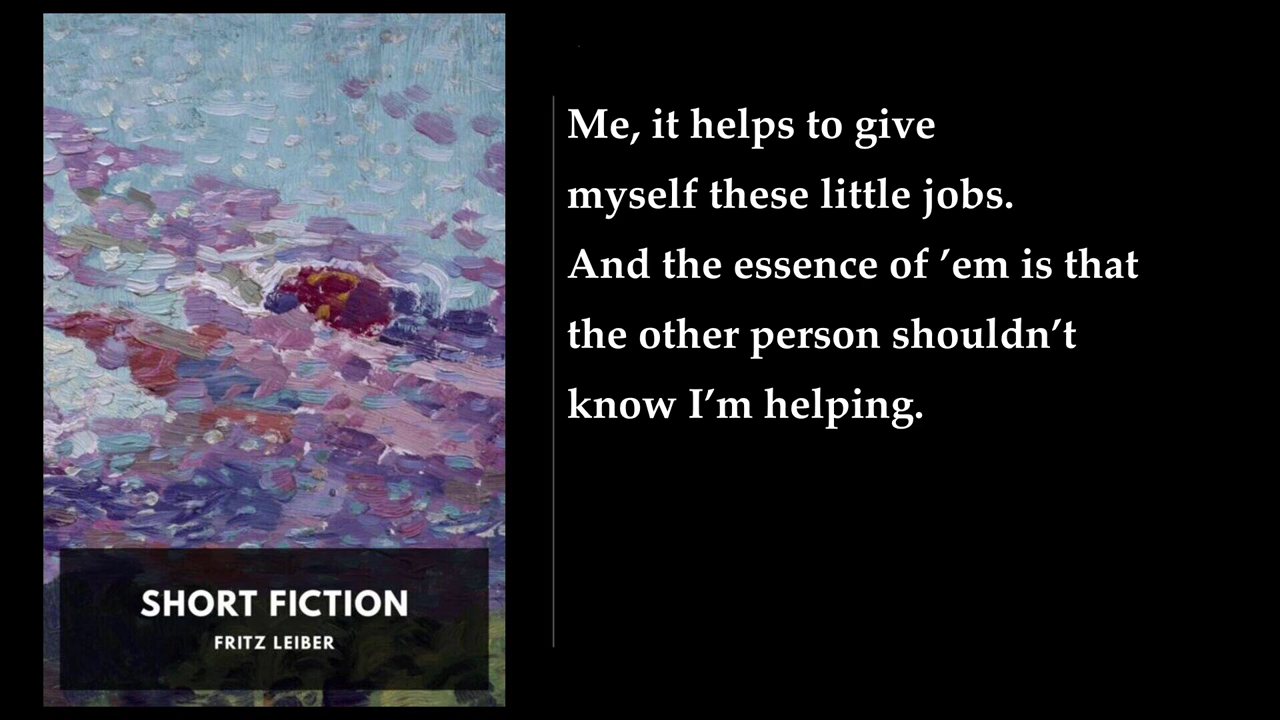 SHORT FICTION
FRITZ LEIBER
Me, it helps to give
myself these little jobs.
And the essence of ’em is that
the other person shouldn’t
know I’m helping.